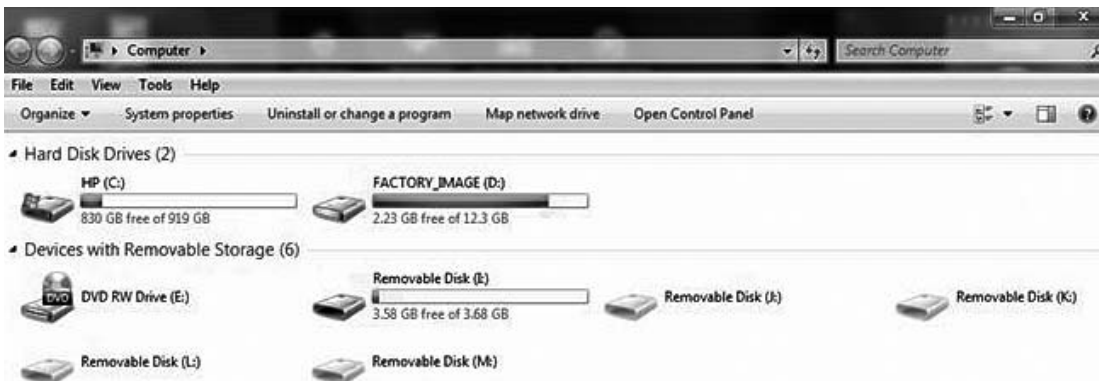 Computer
Search Computer
File Edit View Tools Help
Organize System properties Uninstall or change a program Map network drive Open Control Panel
Hard Disk Drives (2)
HP (C:) FACTORY_IMAGE (D:)
830 GB free of 919 GB 2.23 GB free of 12.3 GB
Devices with Removable Storage (6)
DVD RW Drive (E:) Removable Disk (I:) Removable Disk (J:) Removable Disk (K:)
DVD 3.58 GB free of 3.68 GB
Removable Disk (L:) Removable Disk (M:)